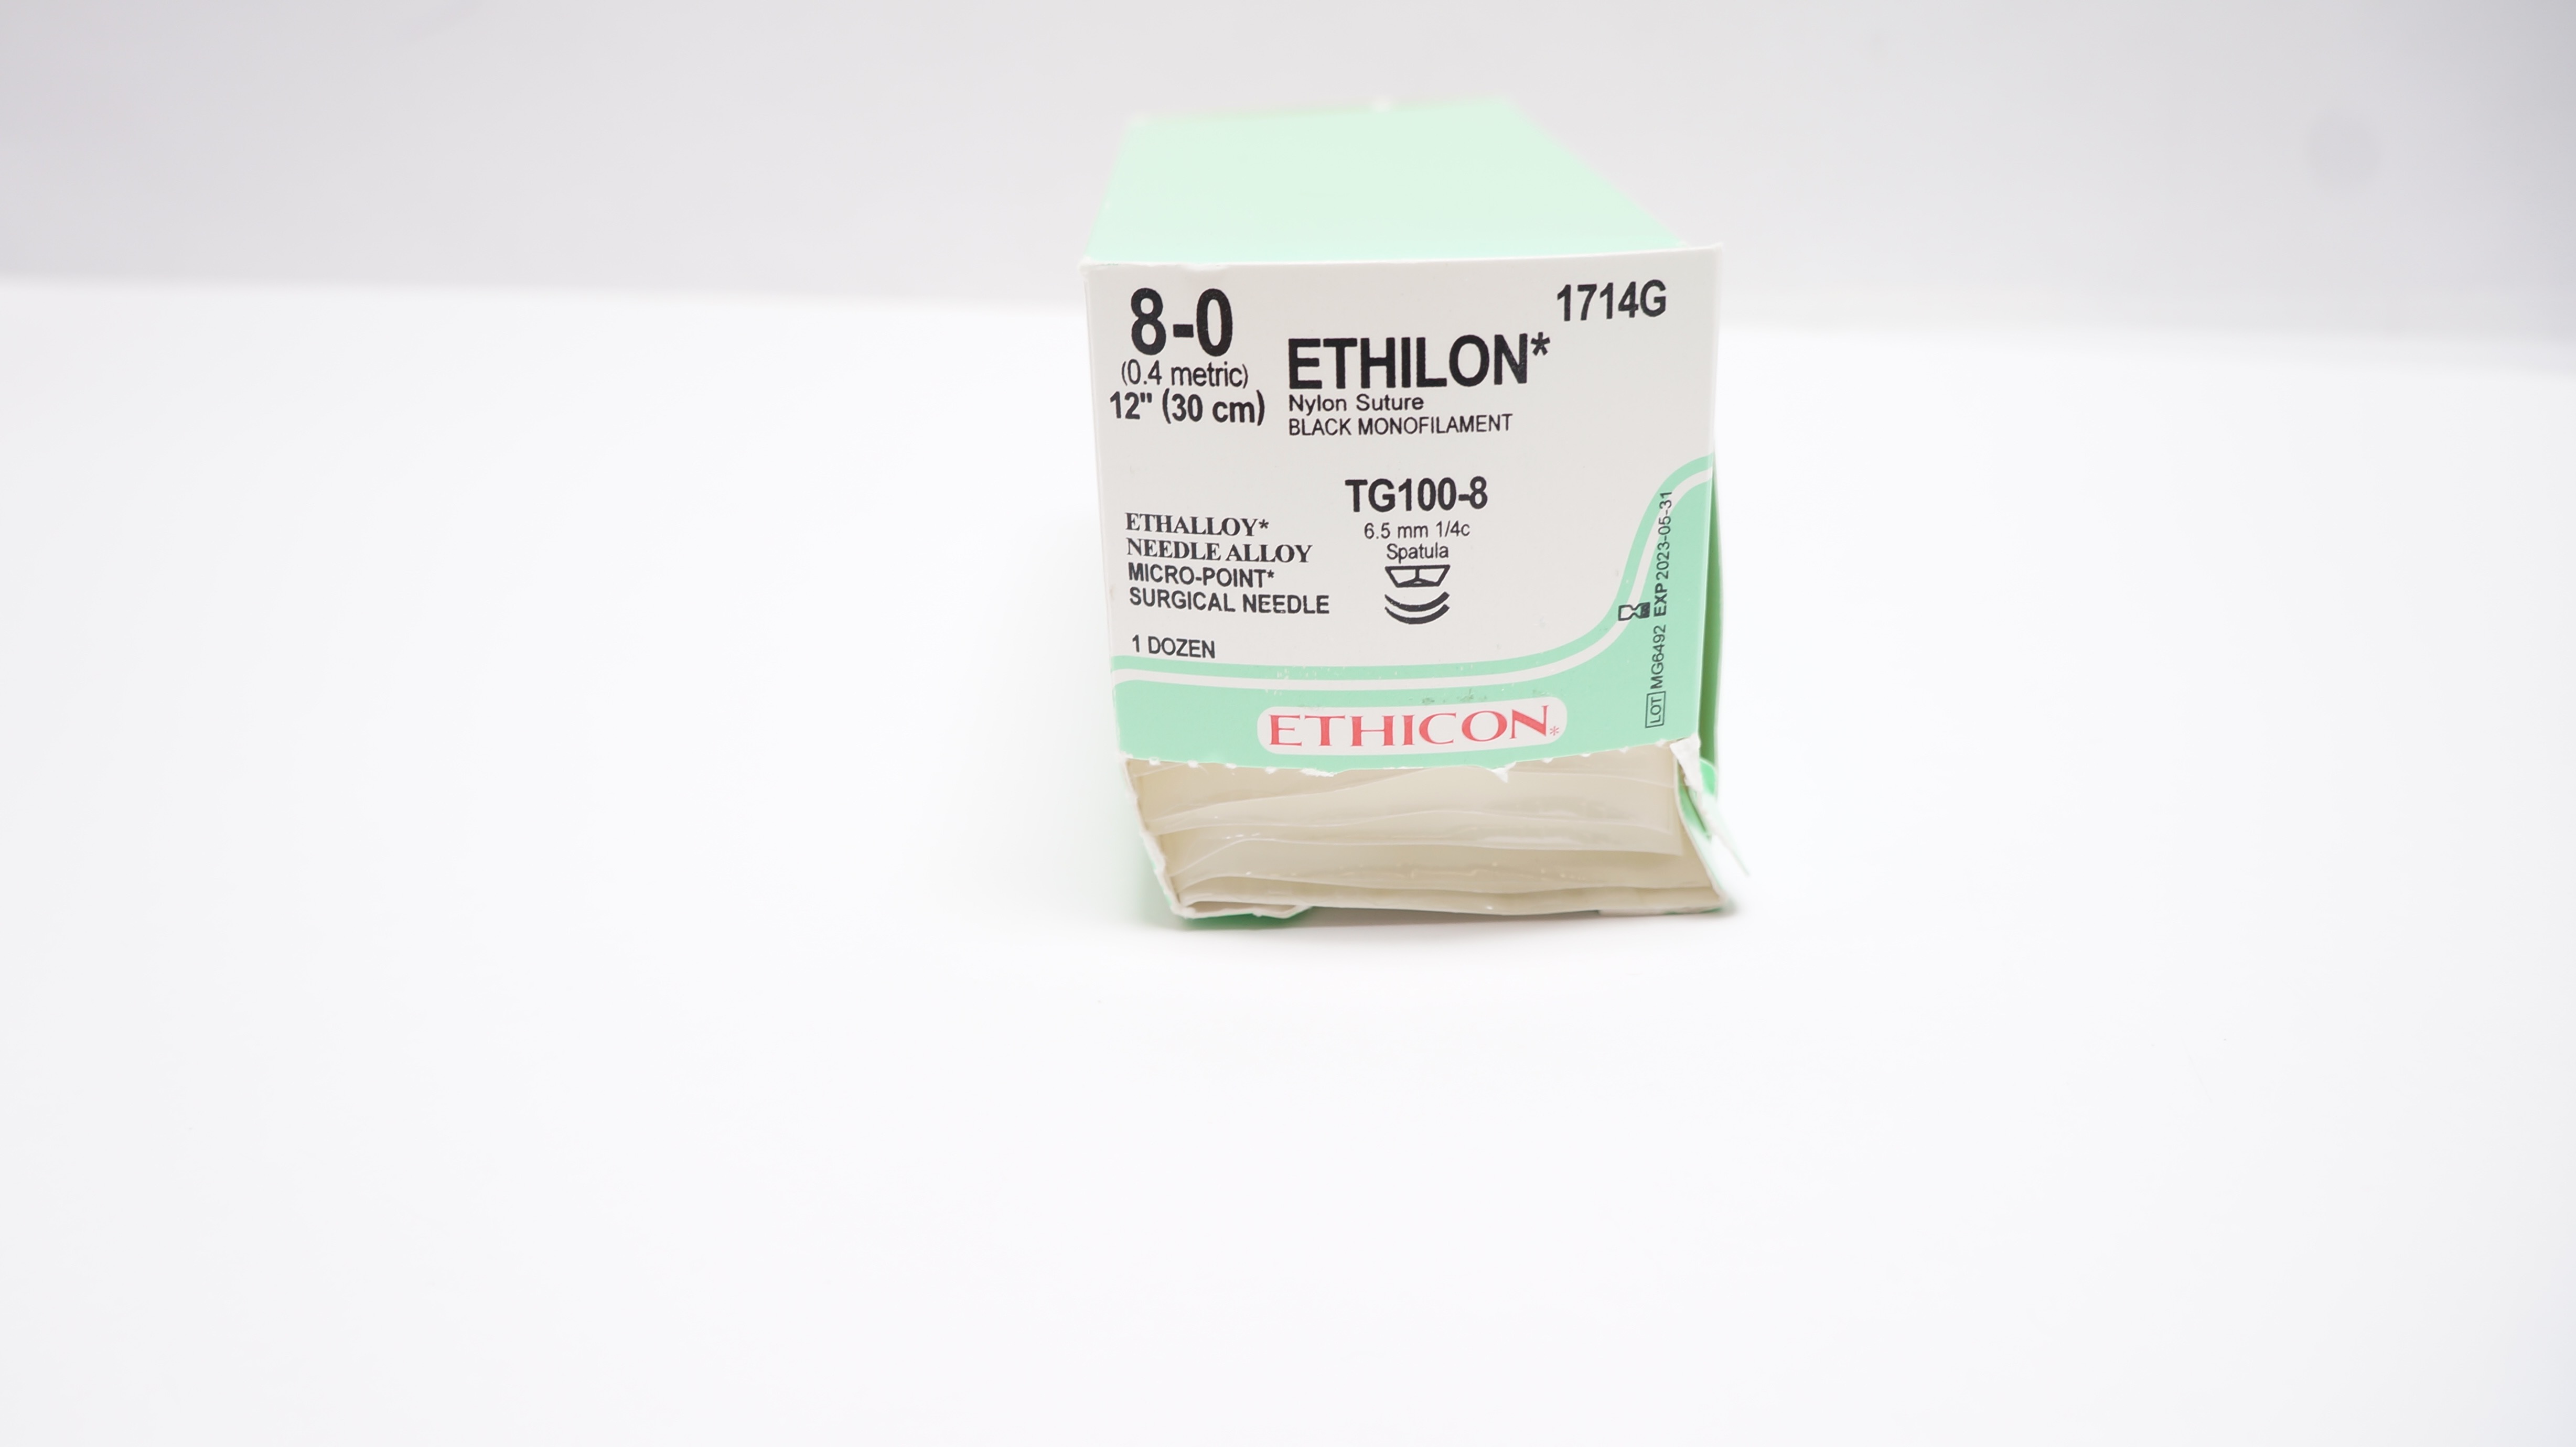 8-0
(0.4 metric)
12" (30 cm)
1714G
ETHILON*
Nylon Suture
BLACK MONOFILAMENT
TG100-8
6.5 mm 1/4c
Spatula
ETHALLOY*
NEEDLE ALLOY
MICRO-POINT*
SURGICAL NEEDLE
1 DOZEN
LOT MG6492 EXP 2023-05-31
ETHICON*